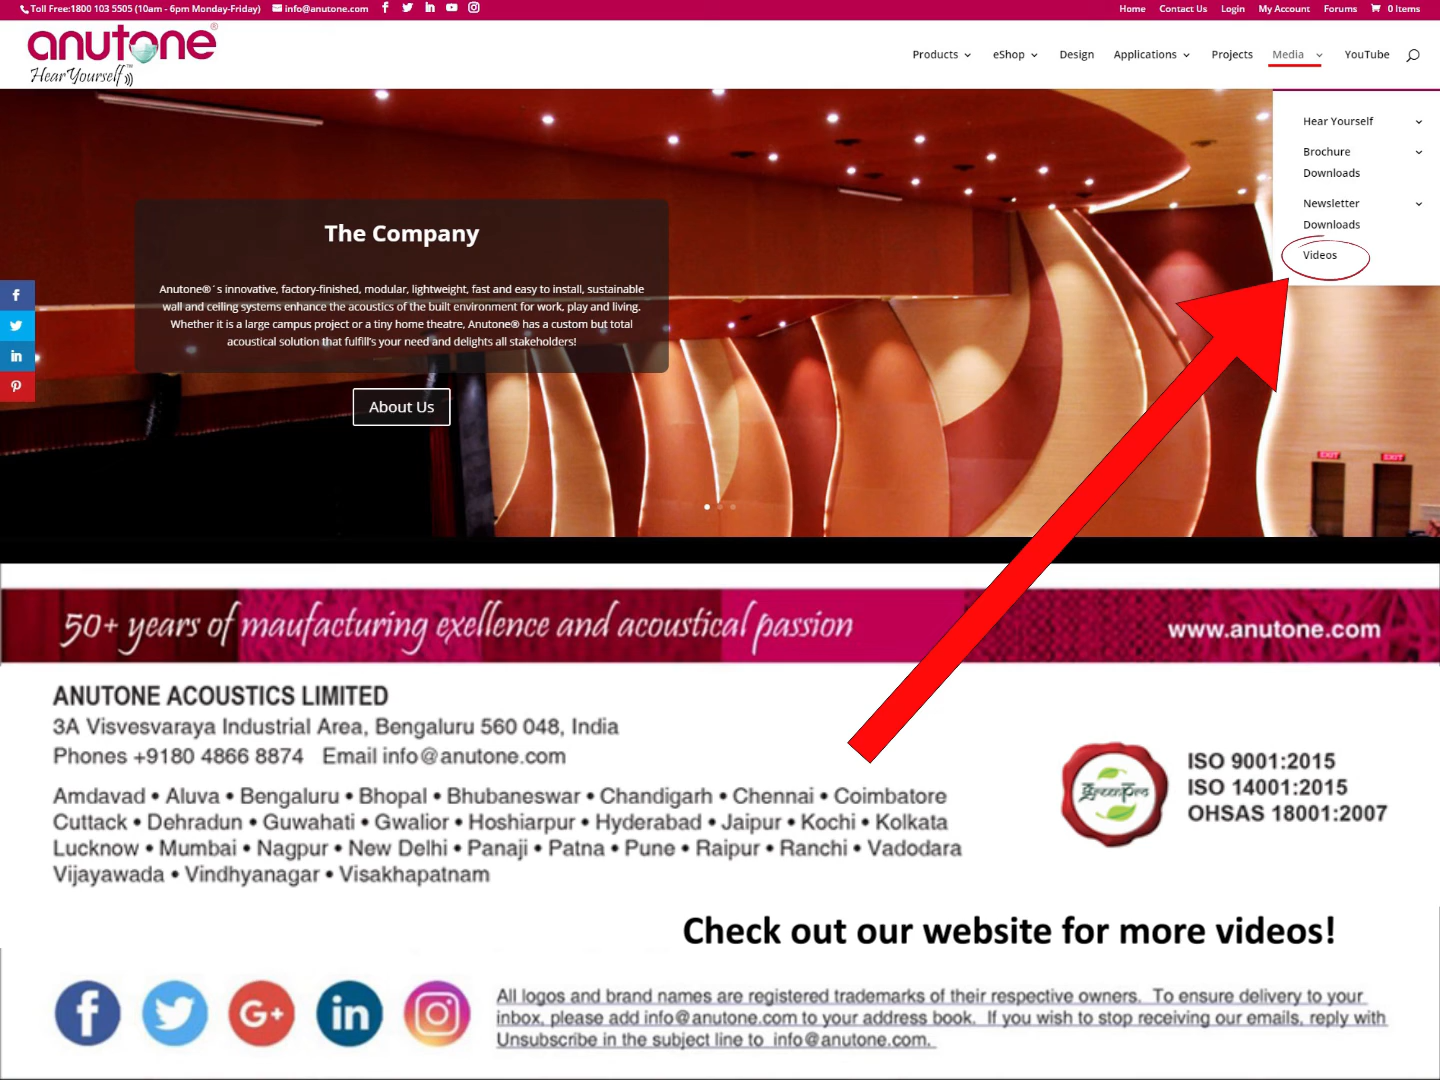 Toll Free:1800 103 5505 (10am - 6pm Monday-Friday) info@anutone.com
Home Contact Us Login My Account Forums 0 Items
anutone®
Hear Yourself™
Products eShop Design Applications Projects Media YouTube
Hear Yourself
Brochure
Downloads
Newsletter
Downloads
Videos
The Company
Anutone®´s innovative, factory-finished, modular, lightweight, fast and easy to install, sustainable
wall and ceiling systems enhance the acoustics of the built environment for work, play and living.
Whether it is a large campus project or a tiny home theatre, Anutone® has a custom but total
acoustical solution that fulfill's your need and delights all stakeholders!
About Us
EXIT EXIT
50+ years of maufacturing exellence and acoustical passion
www.anutone.com
ANUTONE ACOUSTICS LIMITED
3A Visvesvaraya Industrial Area, Bengaluru 560 048, India
Phones +9180 4866 8874 Email info@anutone.com
Amdavad • Aluva • Bengaluru • Bhopal • Bhubaneswar • Chandigarh • Chennai • Coimbatore
Cuttack • Dehradun • Guwahati • Gwalior • Hoshiarpur • Hyderabad • Jaipur • Kochi • Kolkata
Lucknow • Mumbai • Nagpur • New Delhi • Panaji • Patna • Pune • Raipur • Ranchi • Vadodara
Vijayawada • Vindhyanagar • Visakhapatnam
greenpro
ISO 9001:2015
ISO 14001:2015
OHSAS 18001:2007
Check out our website for more videos!
All logos and brand names are registered trademarks of their respective owners. To ensure delivery to your
inbox, please add info@anutone.com to your address book. If you wish to stop receiving our emails, reply with
Unsubscribe in the subject line to info@anutone.com.